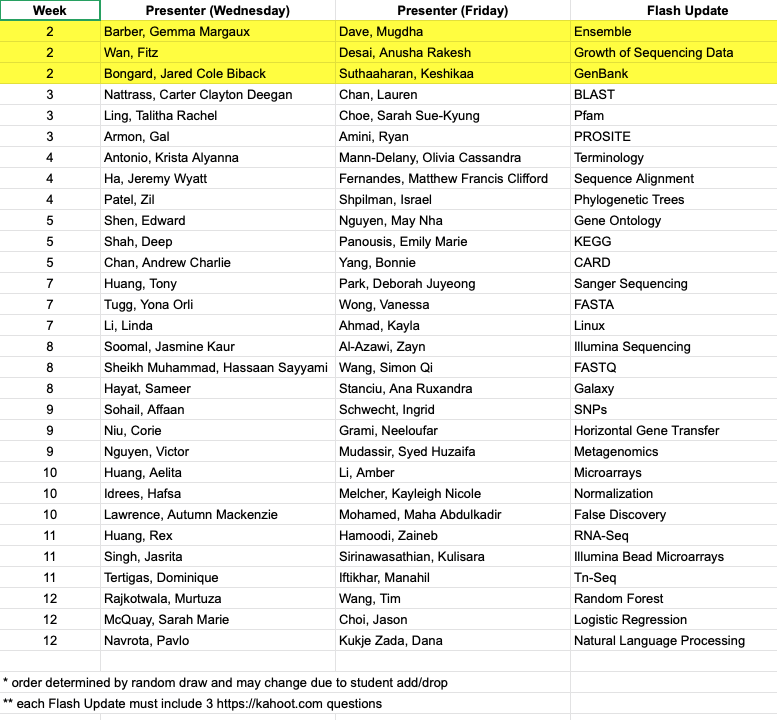 Week Presenter (Wednesday) Presenter (Friday) Flash Update
2 Barber, Gemma Margaux Dave, Mugdha Ensemble
2 Wan, Fitz Desai, Anusha Rakesh Growth of Sequencing Data
2 Bongard, Jared Cole Biback Suthaaharan, Keshikaa GenBank
3 Nattrass, Carter Clayton Deegan Chan, Lauren BLAST
3 Ling, Talitha Rachel Choe, Sarah Sue-Kyung Pfam
3 Armon, Gal Amini, Ryan PROSITE
4 Antonio, Krista Alyanna Mann-Delany, Olivia Cassandra Terminology
4 Ha, Jeremy Wyatt Fernandes, Matthew Francis Clifford Sequence Alignment
4 Patel, Zil Shpilman, Israel Phylogenetic Trees
5 Shen, Edward Nguyen, May Nha Gene Ontology
5 Shah, Deep Panousis, Emily Marie KEGG
5 Chan, Andrew Charlie Yang, Bonnie CARD
7 Huang, Tony Park, Deborah Juyeong Sanger Sequencing
7 Tugg, Yona Orli Wong, Vanessa FASTA
7 Li, Linda Ahmad, Kayla Linux
8 Soomal, Jasmine Kaur Al-Azawi, Zayn Illumina Sequencing
8 Sheikh Muhammad, Hassaan Sayyami Wang, Simon Qi FASTQ
8 Hayat, Sameer Stanciu, Ana Ruxandra Galaxy
9 Sohail, Affaan Schwecht, Ingrid SNPs
9 Niu, Corie Grami, Neeloufar Horizontal Gene Transfer
9 Nguyen, Victor Mudassir, Syed Huzaifa Metagenomics
10 Huang, Aelita Li, Amber Microarrays
10 Idrees, Hafsa Melcher, Kayleigh Nicole Normalization
10 Lawrence, Autumn Mackenzie Mohamed, Maha Abdulkadir False Discovery
11 Huang, Rex Hamoodi, Zaineb RNA-Seq
11 Singh, Jasrita Sirinawasathian, Kulisara Illumina Bead Microarrays
11 Tertigas, Dominique Iftikhar, Manahil Tn-Seq
12 Rajkotwala, Murtuza Wang, Tim Random Forest
12 McQuay, Sarah Marie Choi, Jason Logistic Regression
12 Navrota, Pavlo Kukje Zada, Dana Natural Language Processing
* order determined by random draw and may change due to student add/drop
** each Flash Update must include 3 https://kahoot.com questions